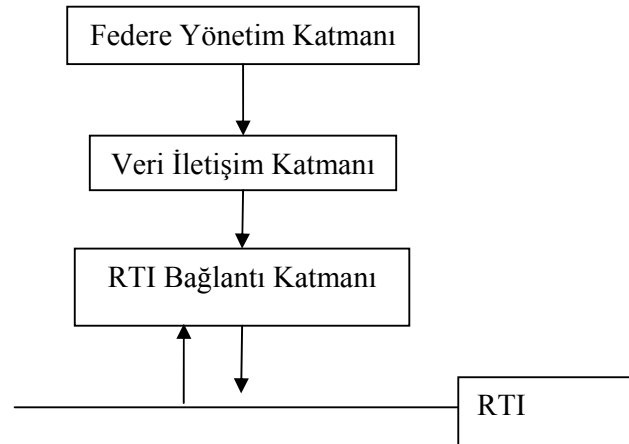 Federe Yönetim Katmanı
Veri İletişim Katmanı
RTI Bağlantı Katmanı
RTI